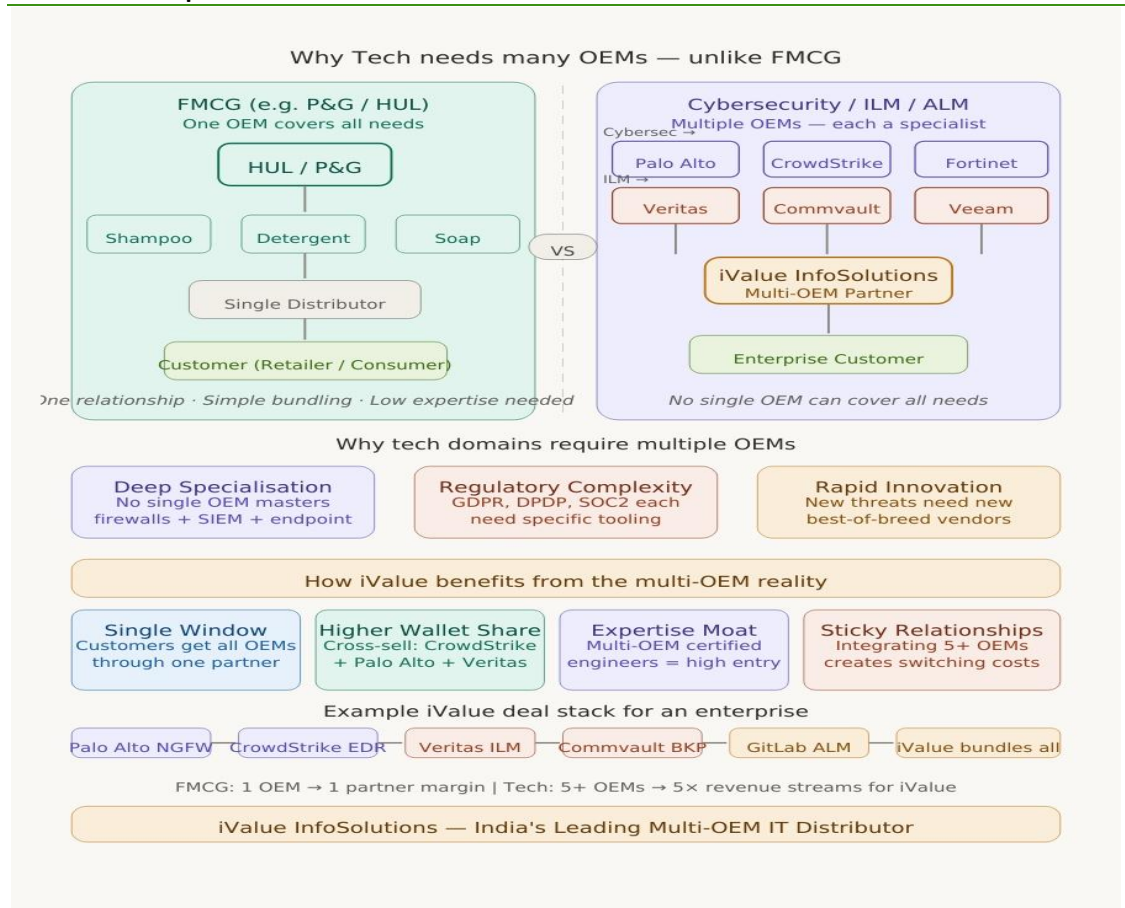 Why Tech needs many OEMs — unlike FMCG
FMCG (e.g. P&G / HUL)
One OEM covers all needs
HUL / P&G
Shampoo
Detergent
Soap
Single Distributor
Customer (Retailer / Consumer)
One relationship · Simple bundling · Low expertise needed
VS
Cybersecurity / ILM / ALM
Multiple OEMs — each a specialist
Cybersec →
Palo Alto
CrowdStrike
Fortinet
ILM →
Veritas
Commvault
Veeam
iValue InfoSolutions
Multi-OEM Partner
Enterprise Customer
No single OEM can cover all needs
Why tech domains require multiple OEMs
Deep Specialisation
No single OEM masters
firewalls + SIEM + endpoint
Regulatory Complexity
GDPR, DPDP, SOC2 each
need specific tooling
Rapid Innovation
New threats need new
best-of-breed vendors
How iValue benefits from the multi-OEM reality
Single Window
Customers get all OEMs
through one partner
Higher Wallet Share
Cross-sell: CrowdStrike
+ Palo Alto + Veritas
Expertise Moat
Multi-OEM certified
engineers = high entry
Sticky Relationships
Integrating 5+ OEMs
creates switching costs
Example iValue deal stack for an enterprise
Palo Alto NGFW
CrowdStrike EDR
Veritas ILM
Commvault BKP
GitLab ALM
iValue bundles all
FMCG: 1 OEM → 1 partner margin | Tech: 5+ OEMs → 5× revenue streams for iValue
iValue InfoSolutions — India's Leading Multi-OEM IT Distributor